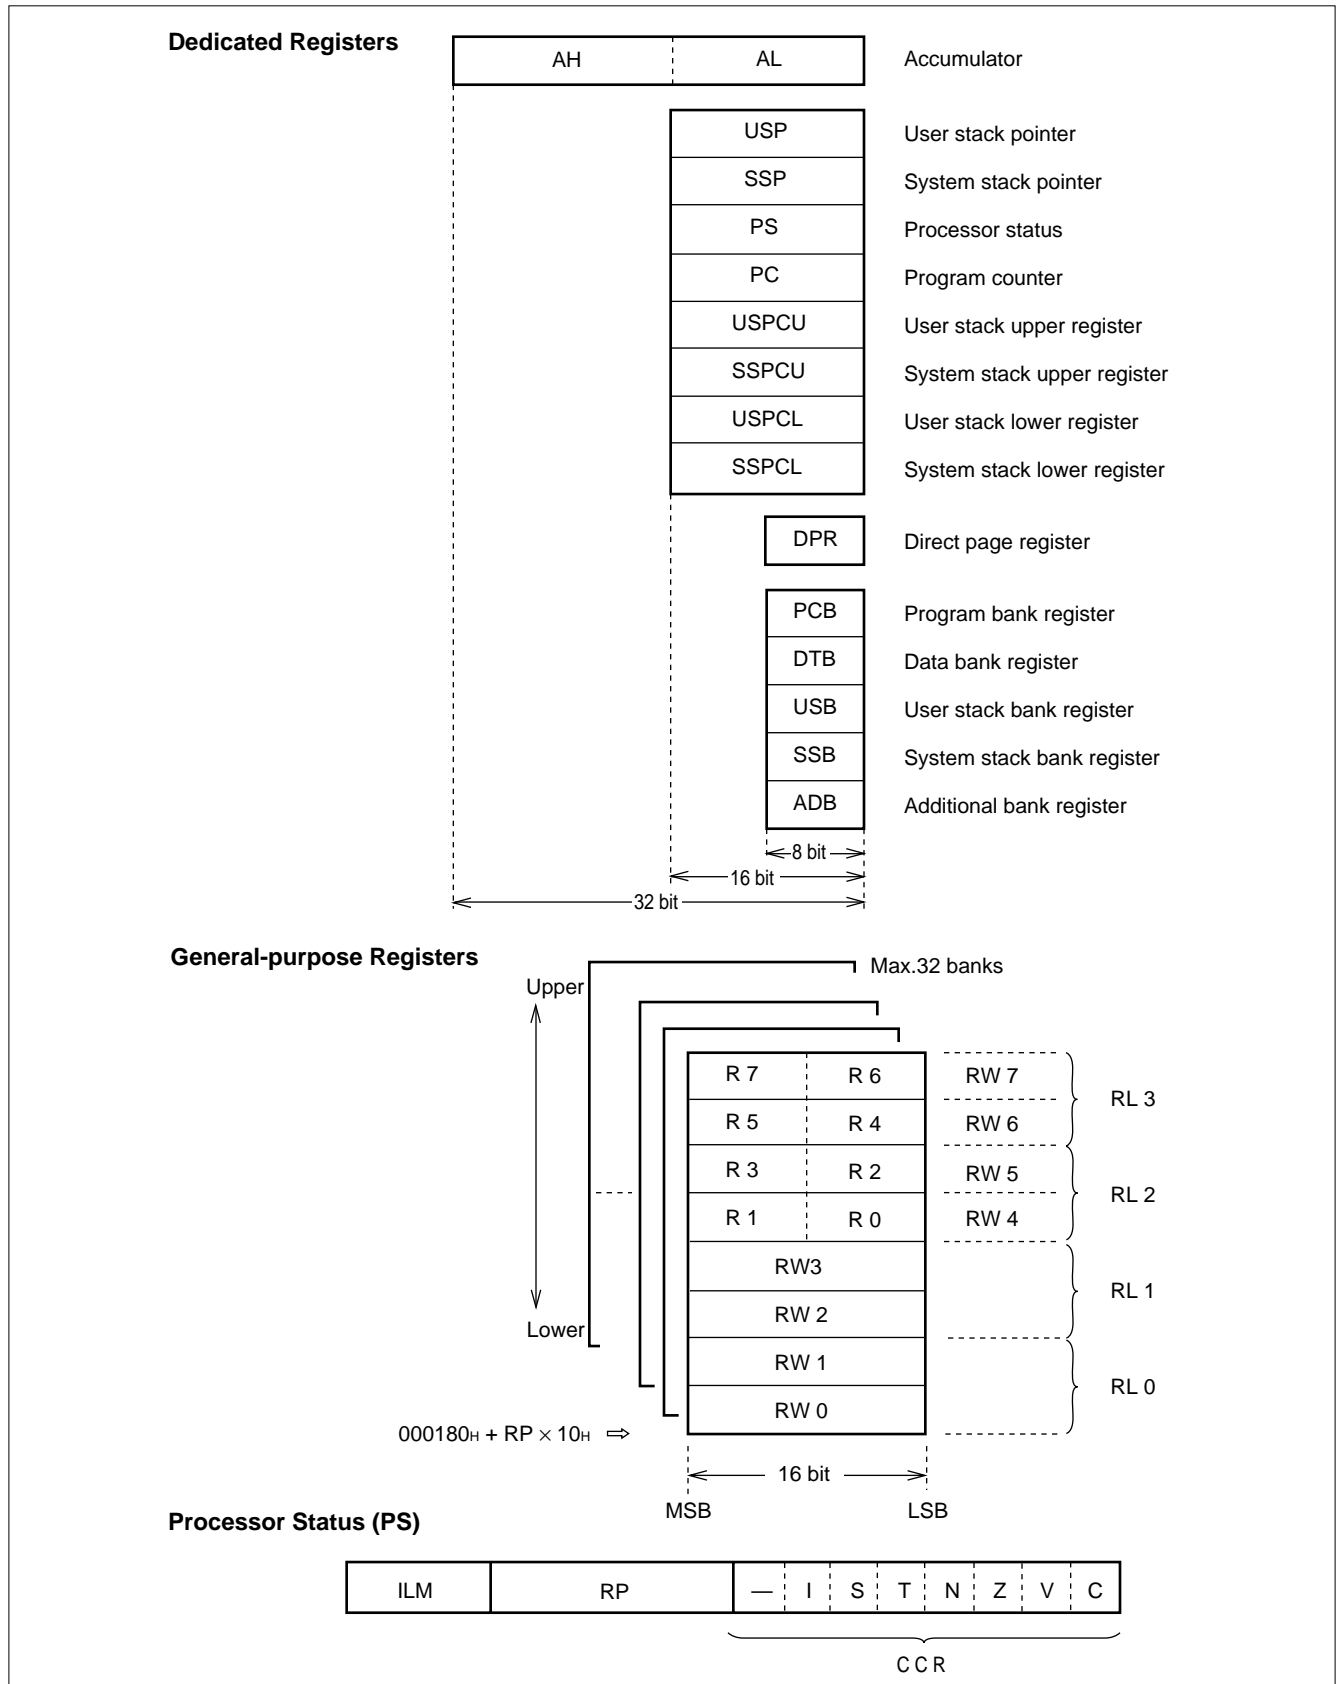 Dedicated Registers
AH AL Accumulator
USP User stack pointer
SSP System stack pointer
PS Processor status
PC Program counter
USPCU User stack upper register
SSPCU System stack upper register
USPCL User stack lower register
SSPCL System stack lower register
DPR Direct page register
PCB Program bank register
DTB Data bank register
USB User stack bank register
SSB System stack bank register
ADB Additional bank register
8 bit
16 bit
32 bit
General-purpose Registers
Max.32 banks
Upper
R 7 R 6 RW 7
RL 3
R 5 R 4 RW 6
R 3 R 2 RW 5
RL 2
R 1 R 0 RW 4
RW3
RL 1
RW 2
Lower
RW 1
RL 0
RW 0
000180H + RP × 10H ⇨
16 bit
MSB LSB
Processor Status (PS)
ILM RP — I S T N Z V C
C C R